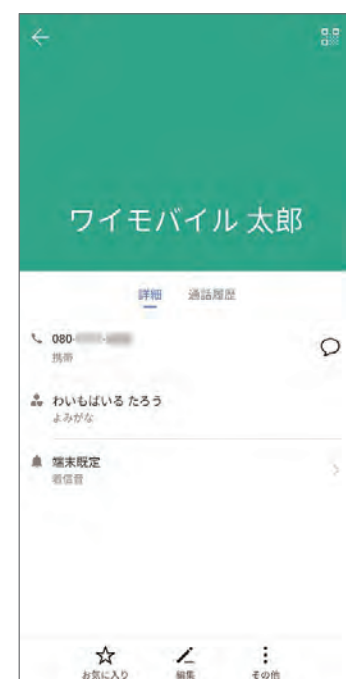 ワイモバイル 太郎
詳細 通話履歴
080-
携帯
わいもばいる たろう
よみがな
端末既定
着信音
お気に入り 編集 その他